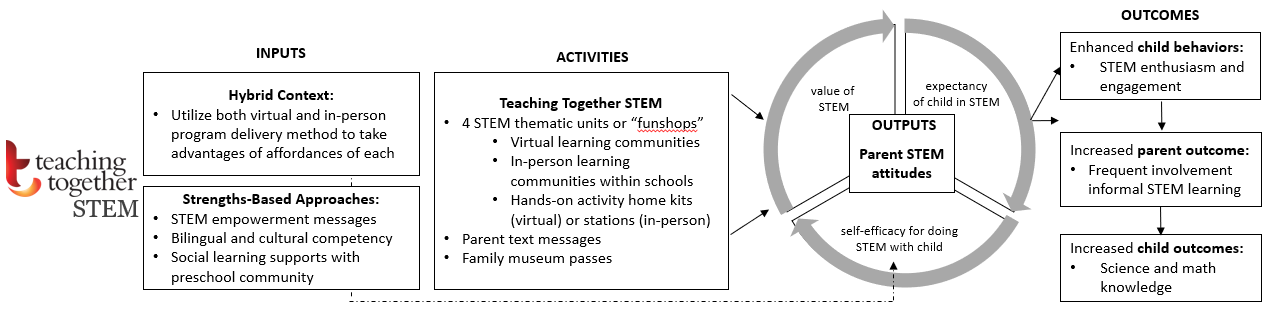 teaching
together
STEM
INPUTS
Hybrid Context:
• Utilize both virtual and in-person
program delivery method to take
advantages of affordances of each
Strengths-Based Approaches:
• STEM empowerment messages
• Bilingual and cultural competency
• Social learning supports with
preschool community
ACTIVITIES
Teaching Together STEM
• 4 STEM thematic units or “funshops”
• Virtual learning communities
• In-person learning
communities within schools
• Hands-on activity home kits
(virtual) or stations (in-person)
• Parent text messages
• Family museum passes
value of
STEM
expectancy
of child in STEM
OUTPUTS
Parent STEM
attitudes
self-efficacy for doing
STEM with child
OUTCOMES
Enhanced child behaviors:
• STEM enthusiasm and
engagement
Increased parent outcome:
• Frequent involvement
informal STEM learning
Increased child outcomes:
• Science and math
knowledge